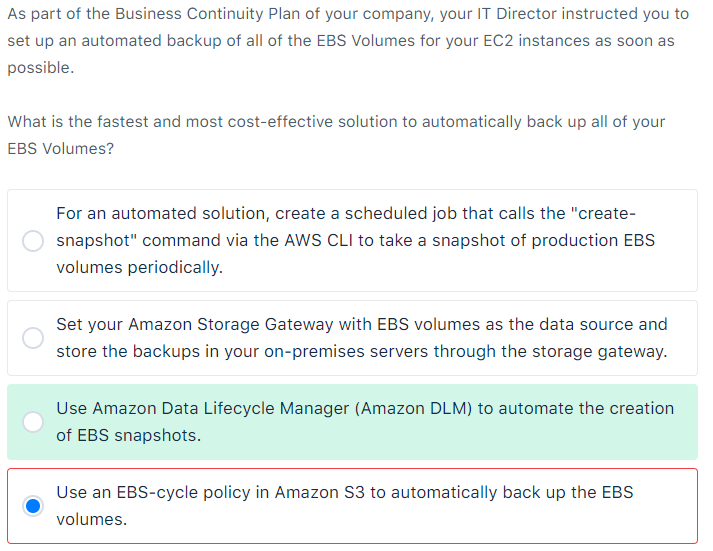 As part of the Business Continuity Plan of your company, your IT Director instructed you to
set up an automated backup of all of the EBS Volumes for your EC2 instances as soon as
possible.
What is the fastest and most cost-effective solution to automatically back up all of your
EBS Volumes?
For an automated solution, create a scheduled job that calls the "create-
snapshot" command via the AWS CLI to take a snapshot of production EBS
volumes periodically.
Set your Amazon Storage Gateway with EBS volumes as the data source and
store the backups in your on-premises servers through the storage gateway.
Use Amazon Data Lifecycle Manager (Amazon DLM) to automate the creation
of EBS snapshots.
Use an EBS-cycle policy in Amazon S3 to automatically back up the EBS
volumes.